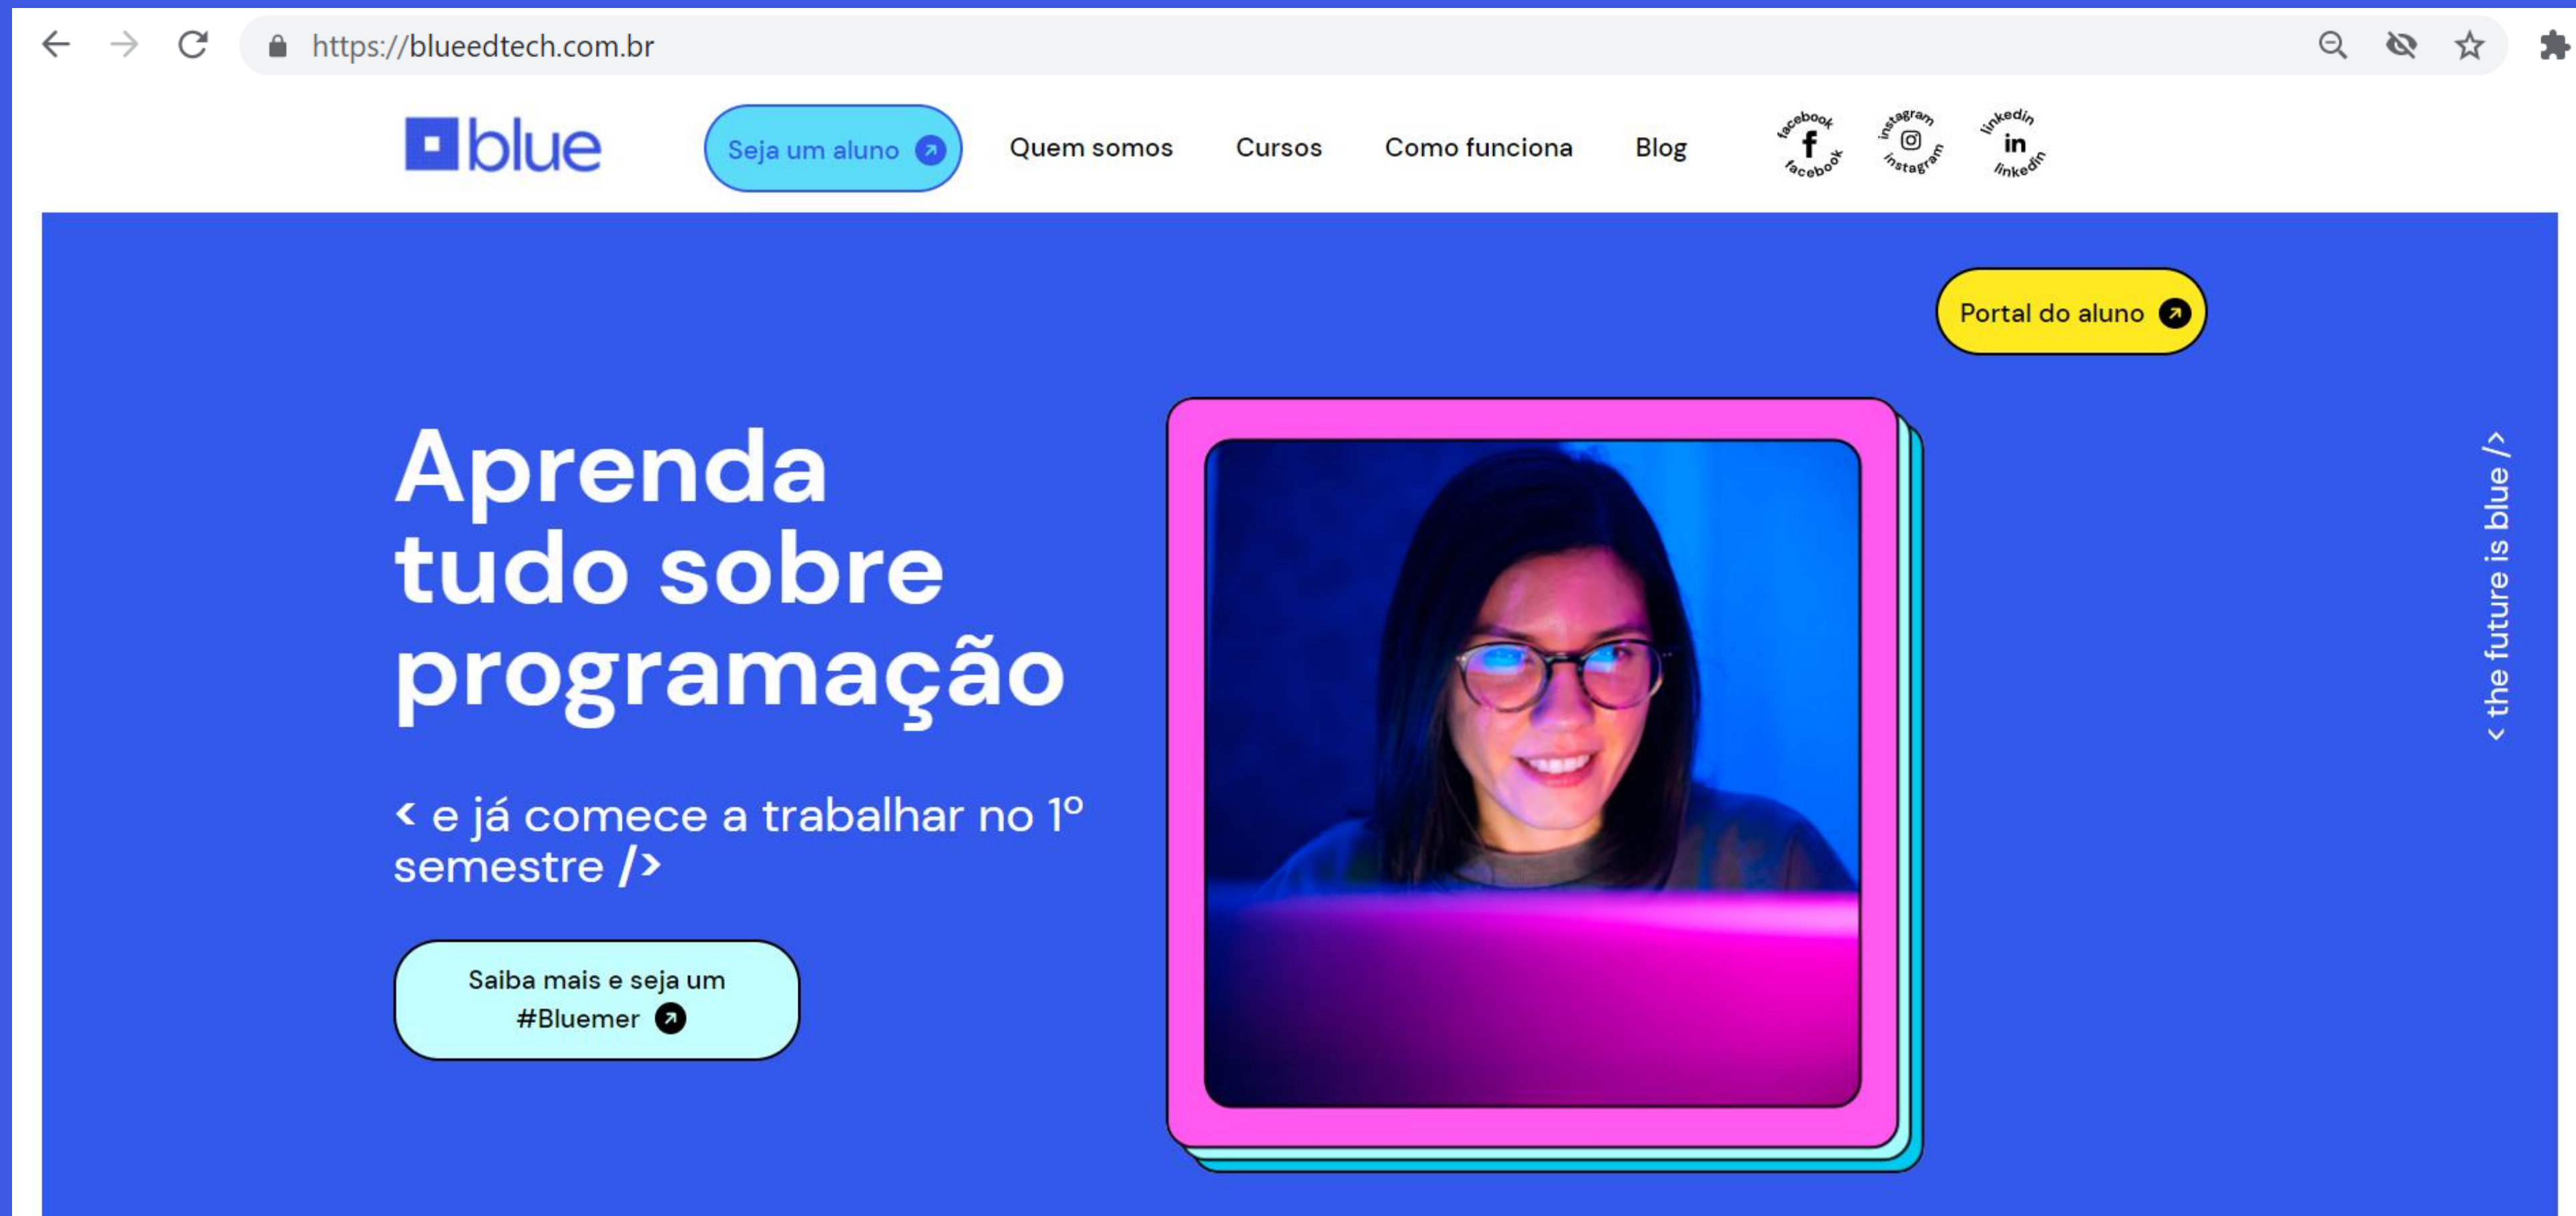 https://blueedtech.com.br
blue
Seja um aluno
Quem somos
Cursos
Como funciona
Blog
facebook
f
facebook
instagram
instagram
linkedin
in
linkedin
Portal do aluno
Aprenda
tudo sobre
programação
< e já comece a trabalhar no 1º
semestre />
Saiba mais e seja um
#Bluemer
< the future is blue />